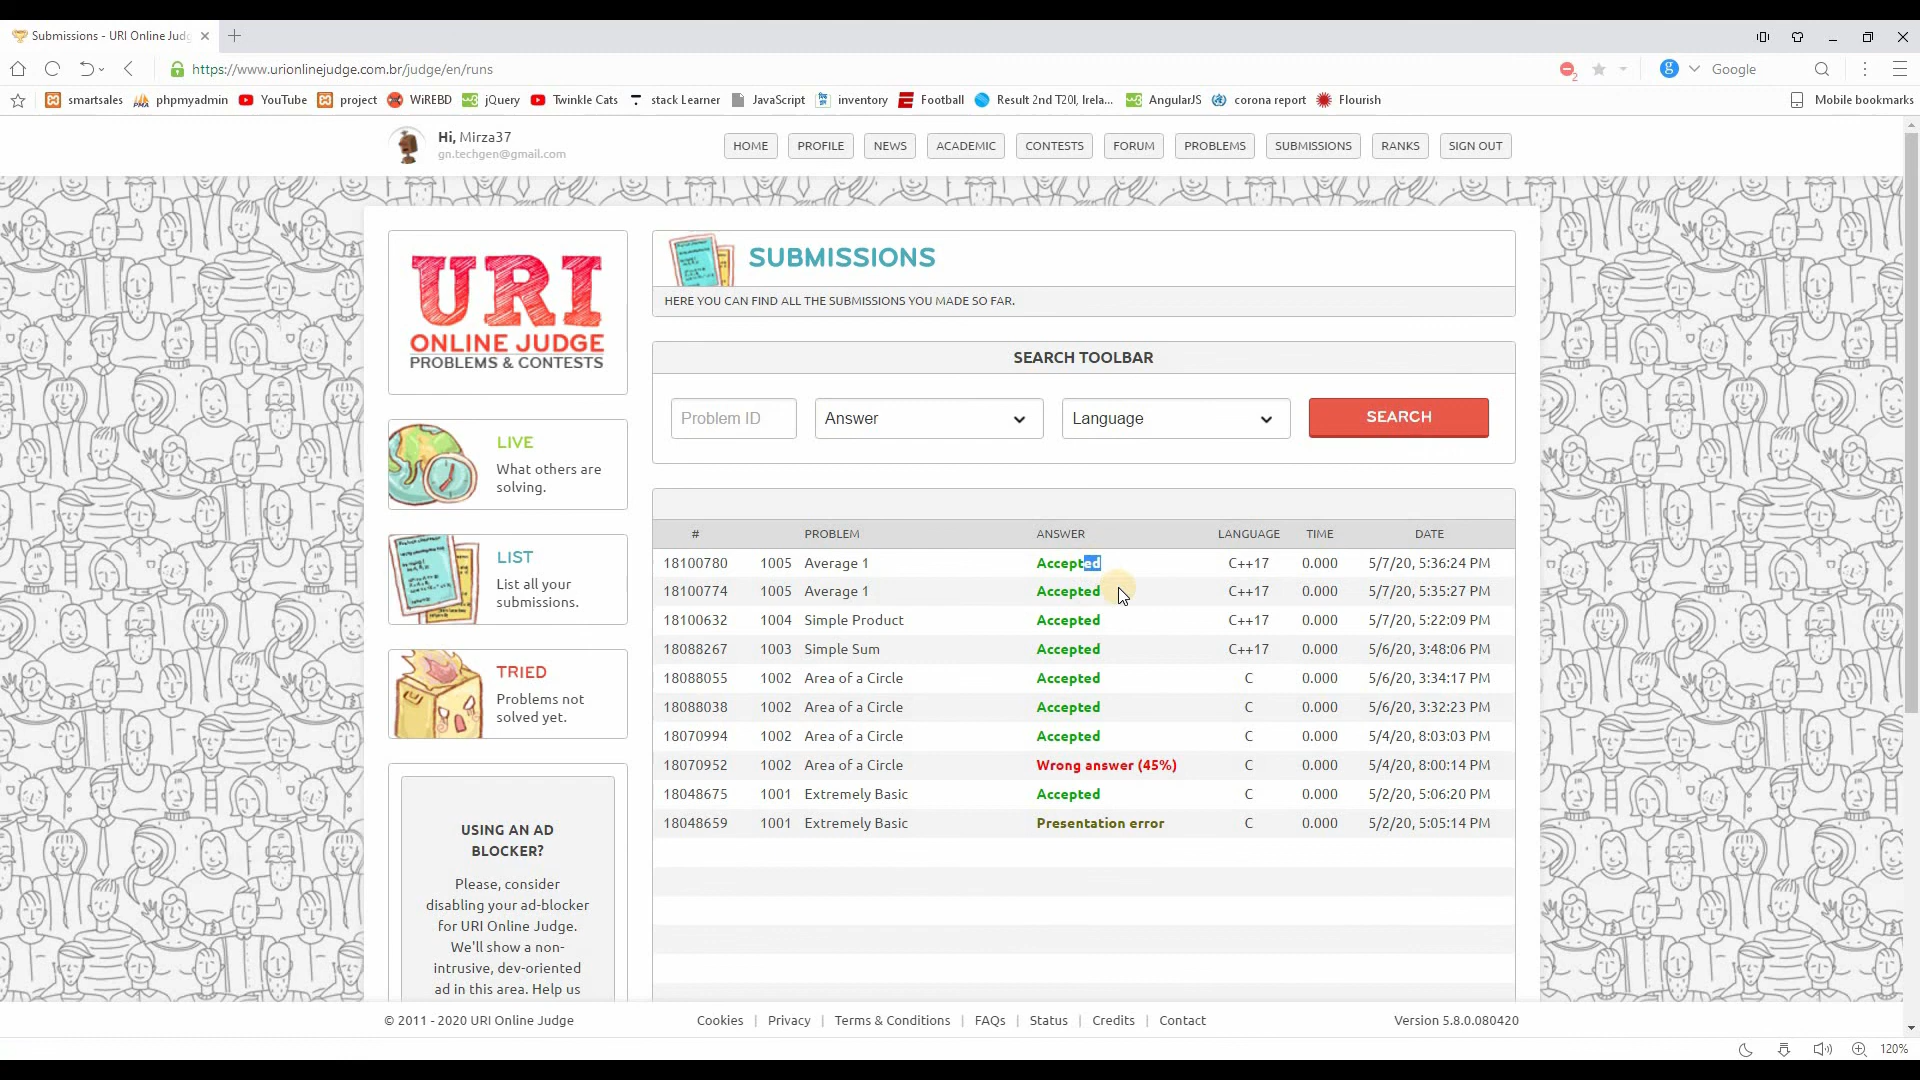 Submissions - URI Online Judg
https://www.urionlinejudge.com.br/judge/en/runs
2
g
Google
smartsales
phpmyadmin
YouTube
project
WiREBD
jQuery
Twinkle Cats
stack Learner
JavaScript
inventory
Football
Result 2nd T20I, Irela...
AngularJS
corona report
Flourish
Mobile bookmarks
Hi, Mirza37
gn.techgen@gmail.com
HOME
PROFILE
NEWS
ACADEMIC
CONTESTS
FORUM
PROBLEMS
SUBMISSIONS
RANKS
SIGN OUT
URI
ONLINE JUDGE
PROBLEMS & CONTESTS
LIVE
What others are
solving.
LIST
List all your
submissions.
TRIED
Problems not
solved yet.
USING AN AD
BLOCKER?
Please, consider
disabling your ad-blocker
for URI Online Judge.
We'll show a non-
intrusive, dev-oriented
ad in this area. Help us
SUBMISSIONS
HERE YOU CAN FIND ALL THE SUBMISSIONS YOU MADE SO FAR.
SEARCH TOOLBAR
Problem ID
Answer
Language
SEARCH
# PROBLEM ANSWER LANGUAGE TIME DATE
18100780 1005 Average 1 Accepted C++17 0.000 5/7/20, 5:36:24 PM
18100774 1005 Average 1 Accepted C++17 0.000 5/7/20, 5:35:27 PM
18100632 1004 Simple Product Accepted C++17 0.000 5/7/20, 5:22:09 PM
18088267 1003 Simple Sum Accepted C++17 0.000 5/6/20, 3:48:06 PM
18088055 1002 Area of a Circle Accepted C 0.000 5/6/20, 3:34:17 PM
18088038 1002 Area of a Circle Accepted C 0.000 5/6/20, 3:32:23 PM
18070994 1002 Area of a Circle Accepted C 0.000 5/4/20, 8:03:03 PM
18070952 1002 Area of a Circle Wrong answer (45%) C 0.000 5/4/20, 8:00:14 PM
18048675 1001 Extremely Basic Accepted C 0.000 5/2/20, 5:06:20 PM
18048659 1001 Extremely Basic Presentation error C 0.000 5/2/20, 5:05:14 PM
© 2011 - 2020 URI Online Judge
Cookies
Privacy
Terms & Conditions
FAQs
Status
Credits
Contact
Version 5.8.0.080420
120%